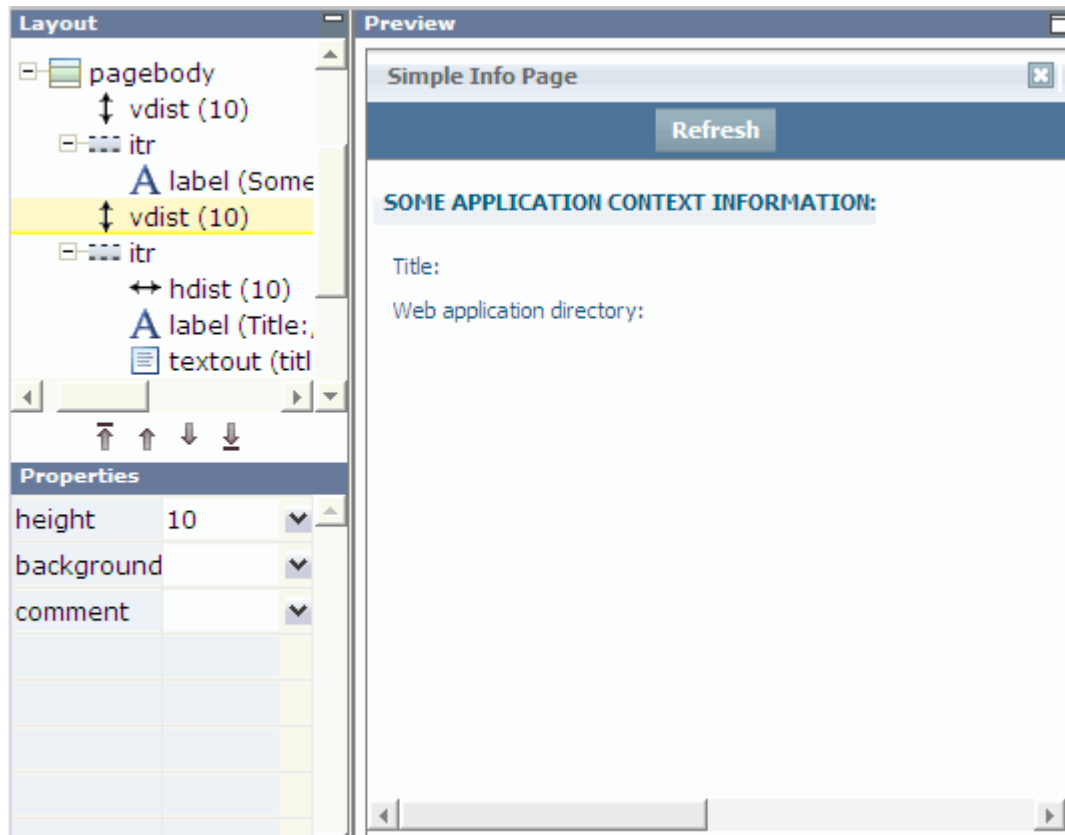 Layout
pagebody
vdist (10)
itr
label (Some
vdist (10)
itr
hdist (10)
label (Title:,
textout (titl
Properties
height 10
background
comment
Preview
Simple Info Page
Refresh
SOME APPLICATION CONTEXT INFORMATION:
Title:
Web application directory: